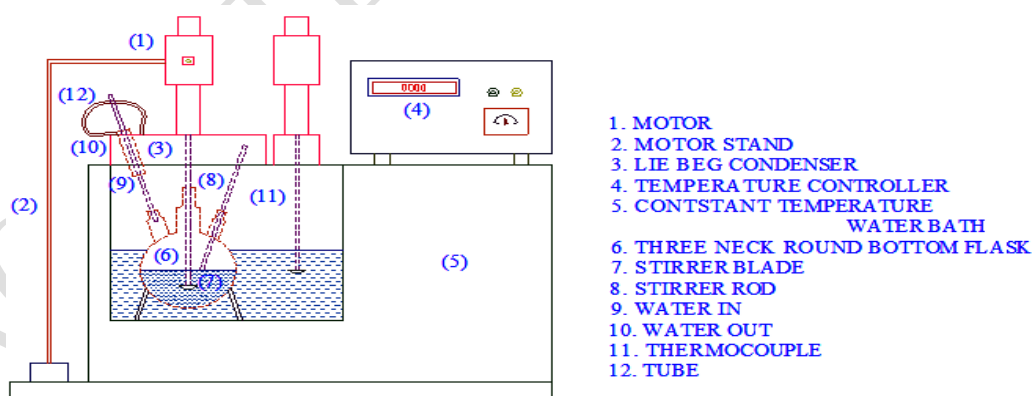 (1)
(12)
0000
(4)
(10)
(3)
(9)
(8)
(11)
(2)
(6)
(5)
(7)
1. MOTOR
2. MOTOR STAND
3. LIE BEG CONDENSER
4. TEMPERATURE CONTROLLER
5. CONTSTANT TEMPERATURE
WATER BATH
6. THREE NECK ROUND BOTTOM FLASK
7. STIRRER BLADE
8. STIRRER ROD
9. WATER IN
10. WATER OUT
11. THERMOCOUPLE
12. TUBE